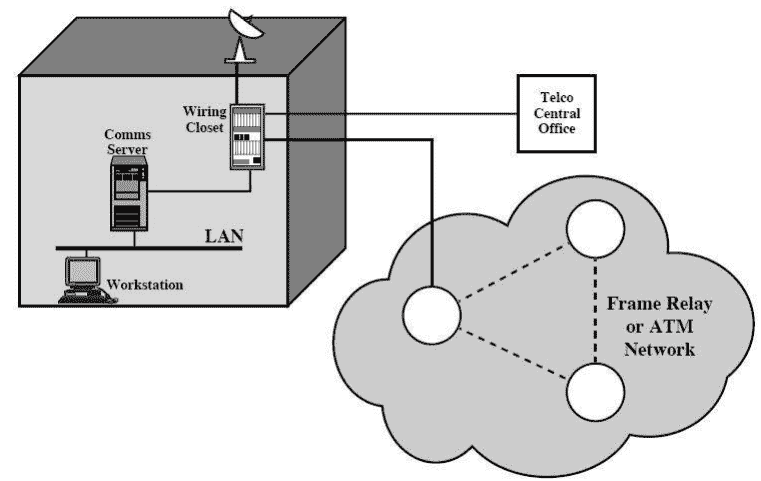 Wiring
Closet
Comms
Server
LAN
Workstation
Telco
Central
Office
Frame Relay
or ATM
Network